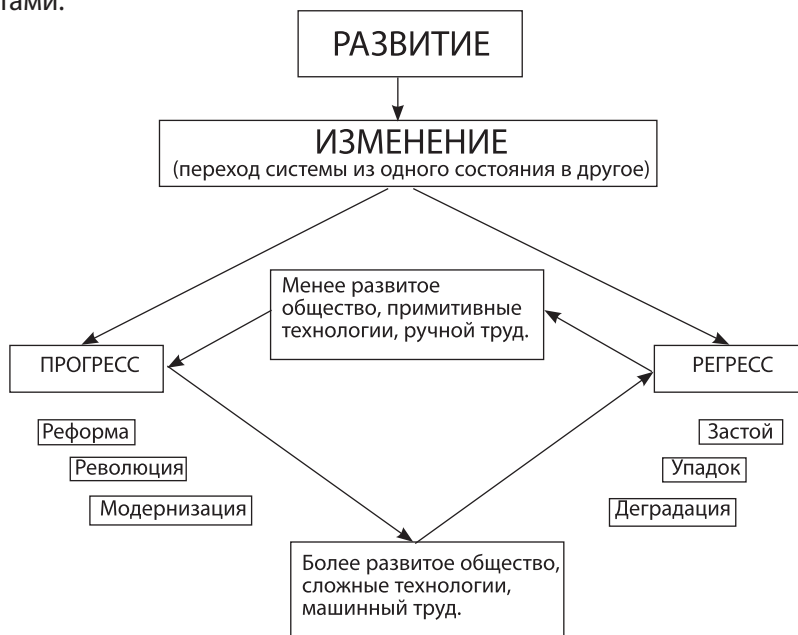 РАЗВИТИЕ
ИЗМЕНЕНИЕ
(переход системы из одного состояния в другое)
Менее развитое
общество, примитивные
технологии, ручной труд.
ПРОГРЕСС
РЕГРЕСС
Реформа
Застой
Революция
Упадок
Модернизация
Деградация
Более развитое общество,
сложные технологии,
машинный труд.